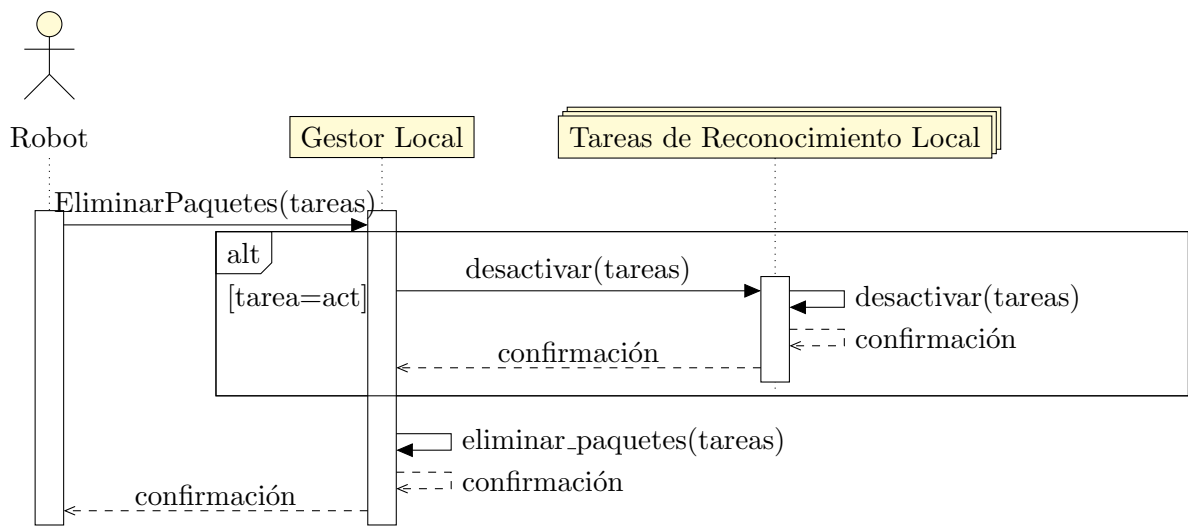 Robot
Gestor Local
Tareas de Reconocimiento Local
EliminarPaquetes(tareas)
alt
[tarea=act]
desactivar(tareas)
desactivar(tareas)
confirmación
confirmación
eliminar_paquetes(tareas)
confirmación
confirmación